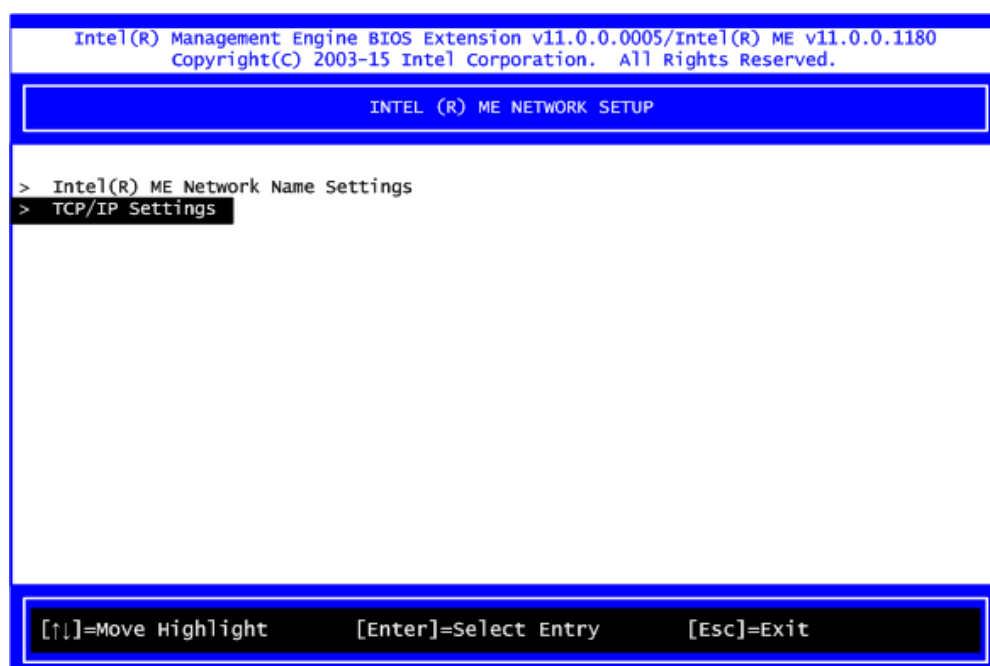 Intel(R) Management Engine BIOS Extension v11.0.0.0005/Intel(R) ME v11.0.0.1180
Copyright(C) 2003-15 Intel Corporation. All Rights Reserved.
INTEL (R) ME NETWORK SETUP
> Intel(R) ME Network Name Settings
> TCP/IP Settings
[↑↓]=Move Highlight [Enter]=Select Entry [Esc]=Exit